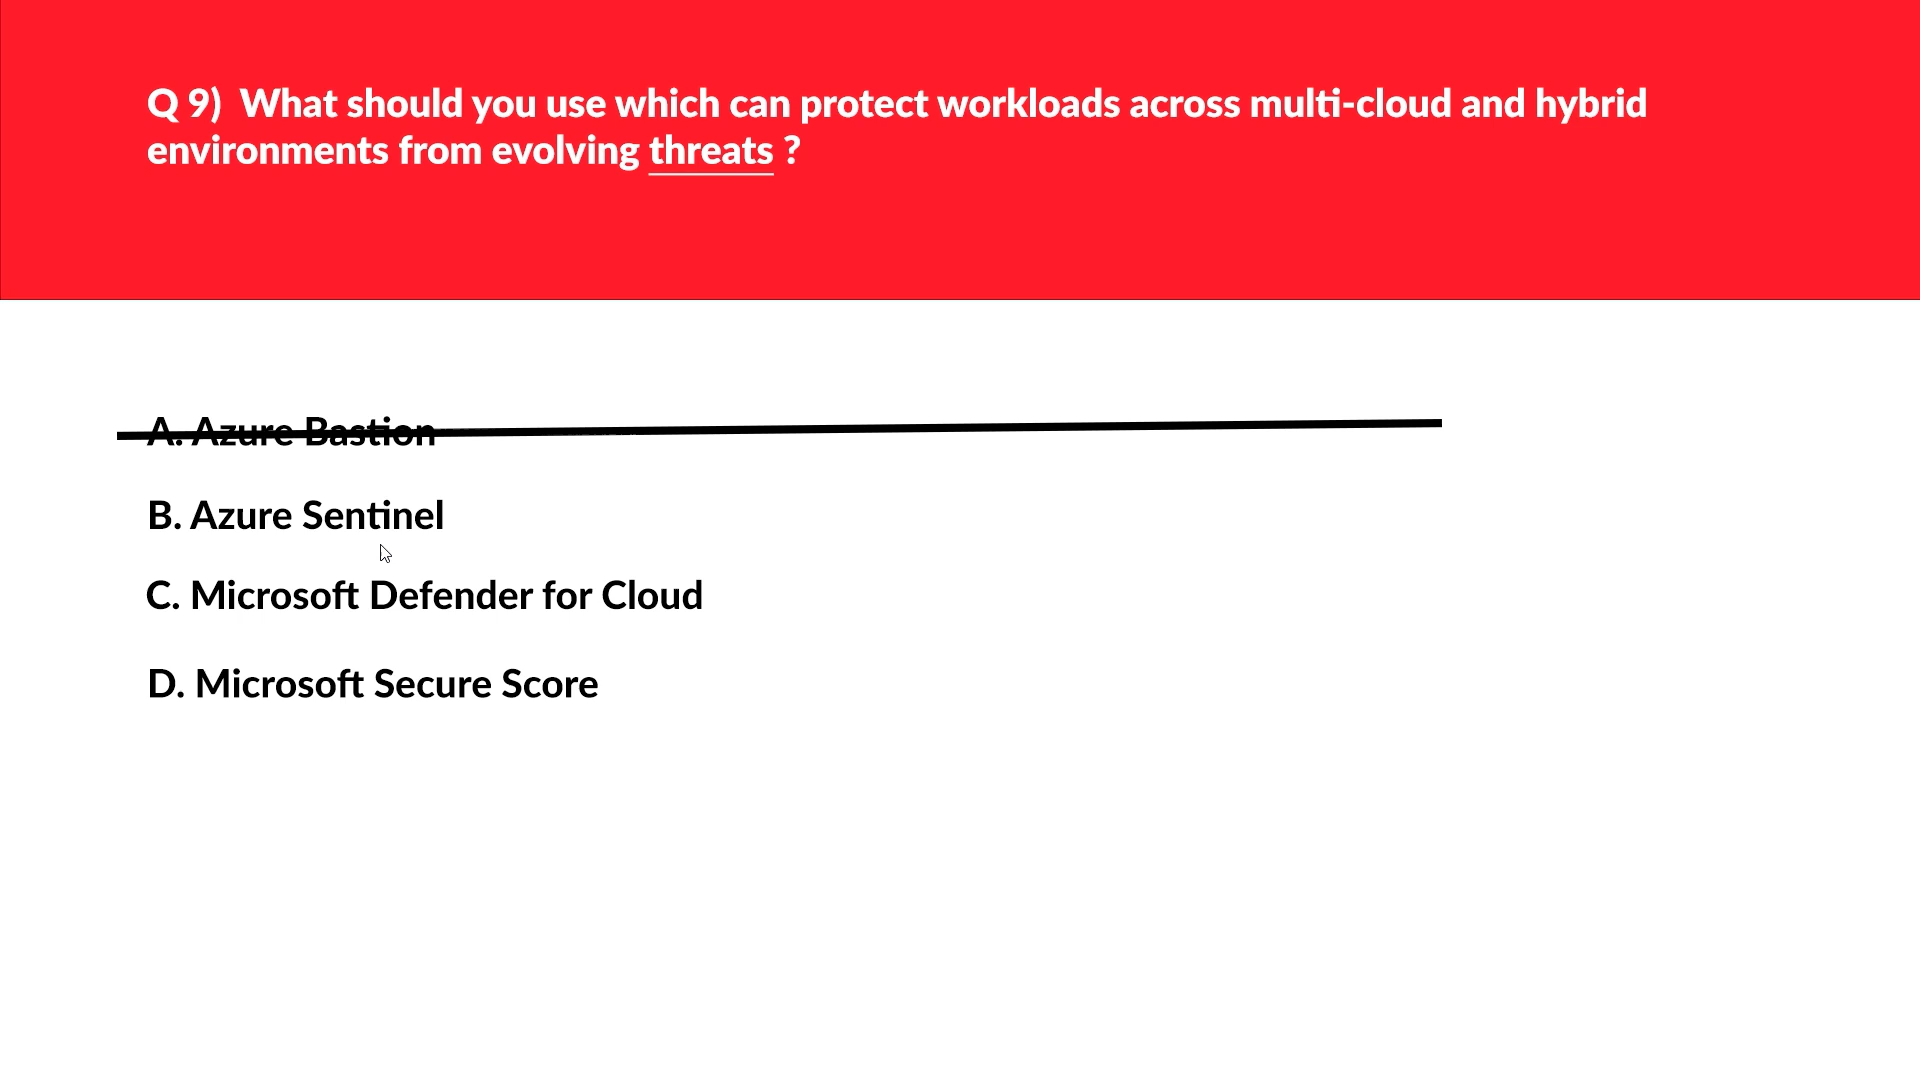 Q 9) What should you use which can protect workloads across multi-cloud and hybrid
environments from evolving threats ?
A. Azure Bastion
B. Azure Sentinel
C. Microsoft Defender for Cloud
D. Microsoft Secure Score